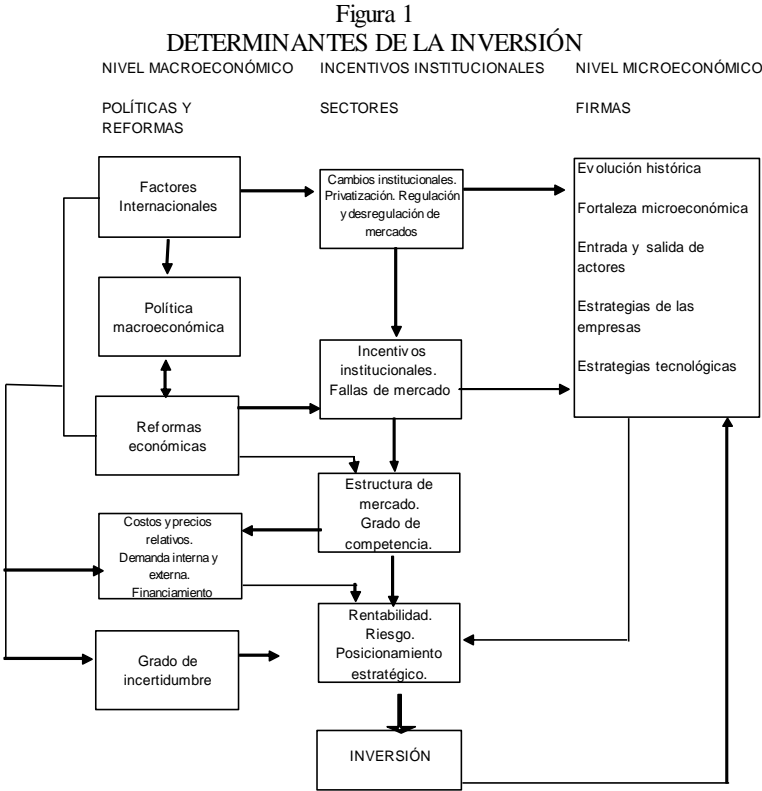 Figura 1
DETERMINANTES DE LA INVERSIÓN
NIVEL MACROECONÓMICO
INCENTIVOS INSTITUCIONALES
NIVEL MICROECONÓMICO
POLÍTICAS Y
REFORMAS
SECTORES
FIRMAS
Factores
Internacionales
Cambios institucionales.
Privatización. Regulación
y desregulación de
mercados
Evolución histórica
Fortaleza microeconómica
Entrada y salida de
actores
Estrategias de las
empresas
Estrategias tecnológicas
Política
macroeconómica
Incentivos
institucionales.
Fallas de mercado
Reformas
económicas
Estructura de
mercado.
Grado de
competencia.
Costos y precios
relativos.
Demanda interna y
externa.
Financiamiento
Rentabilidad.
Riesgo.
Posicionamiento
estratégico.
Grado de
incertidumbre
INVERSIÓN